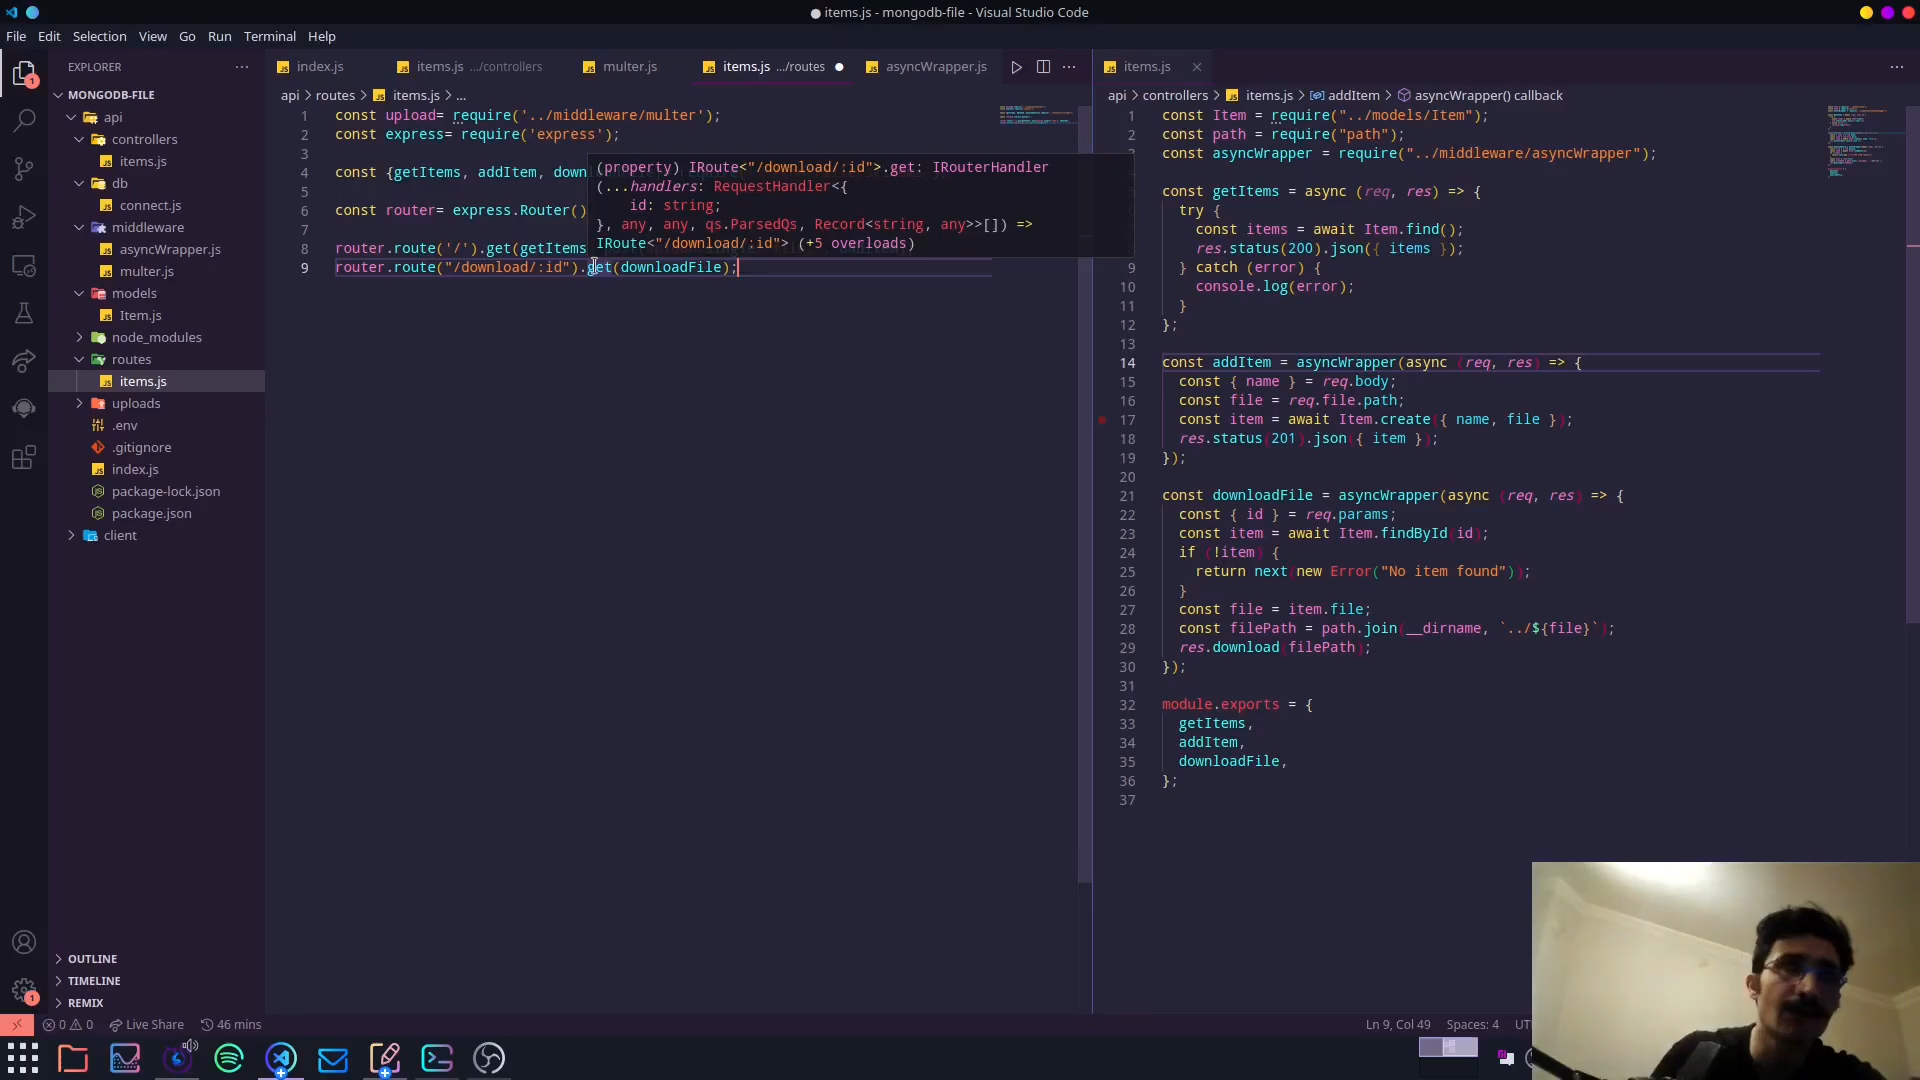 items.js - mongodb-file - Visual Studio Code
File Edit Selection View Go Run Terminal Help
EXPLORER
MONGODB-FILE
api
controllers
items.js
db
connect.js
middleware
asyncWrapper.js
multer.js
models
Item.js
node_modules
routes
items.js
uploads
.env
.gitignore
index.js
package-lock.json
package.json
client
OUTLINE
TIMELINE
REMIX
1
1
index.js
items.js .../controllers
multer.js
items.js .../routes
asyncWrapper.js
api > routes > items.js > ...
1 const upload= require('../middleware/multer');
2 const express= require('express');
3
4 const {getItems, addItem, down
5
6 const router= express.Router()
7
8 router.route('/').get(getItems
9 router.route("/download/:id").get(downloadFile);
(property) IRoute<"/download/:id">.get: IRouterHandler
(...handlers: RequestHandler<{
id: string;
}, any, any, qs.ParsedQs, Record<string, any>>[]) =>
IRoute<"/download/:id"> (+5 overloads)
items.js
api > controllers > items.js > addItem > asyncWrapper() callback
1 const Item = require("../models/Item");
2 const path = require("path");
const asyncWrapper = require("../middleware/asyncWrapper");
const getItems = async (req, res) => {
try {
const items = await Item.find();
res.status(200).json({ items });
9 } catch (error) {
10 console.log(error);
11 }
12 };
13
14 const addItem = asyncWrapper(async (req, res) => {
15 const { name } = req.body;
16 const file = req.file.path;
17 const item = await Item.create({ name, file });
18 res.status(201).json({ item });
19 });
20
21 const downloadFile = asyncWrapper(async (req, res) => {
22 const { id } = req.params;
23 const item = await Item.findById(id);
24 if (!item) {
25 return next(new Error("No item found"));
26 }
27 const file = item.file;
28 const filePath = path.join(__dirname, `../${file}`);
29 res.download(filePath);
30 });
31
32 module.exports = {
33 getItems,
34 addItem,
35 downloadFile,
36 };
37
0 0 Live Share 46 mins
Ln 9, Col 49 Spaces: 4 UT